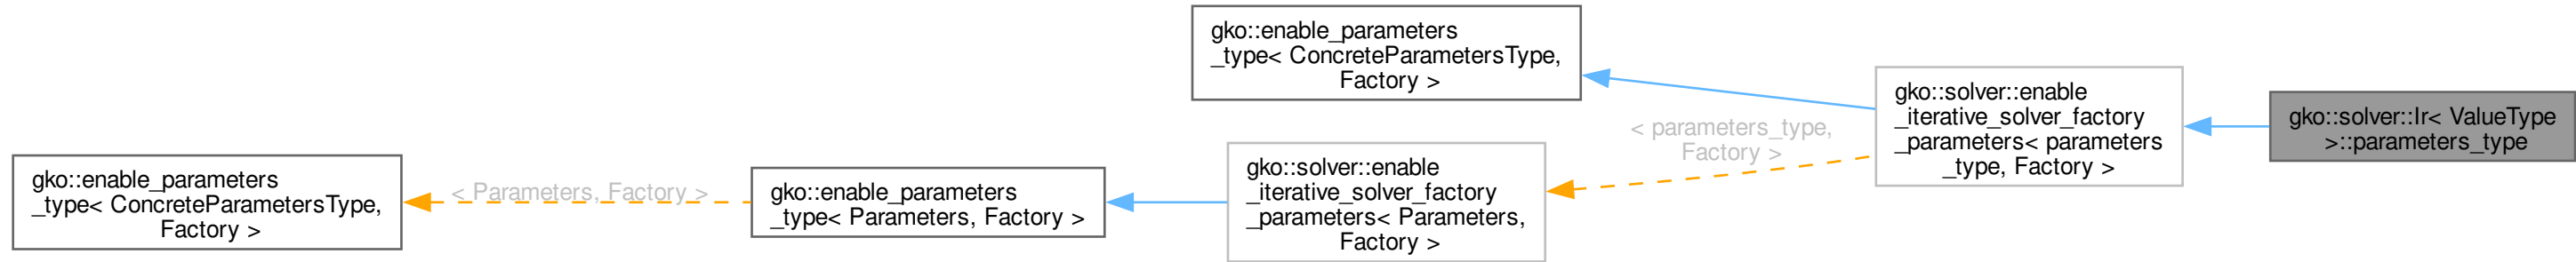 gko::enable_parameters
_type< ConcreteParametersType,
Factory >
gko::solver::enable
_iterative_solver_factory
_parameters< parameters
_type, Factory >
gko::solver::Ir< ValueType
>::parameters_type
< parameters_type,
Factory >
gko::enable_parameters
_type< ConcreteParametersType,
Factory >
< Parameters, Factory >
gko::enable_parameters
_type< Parameters, Factory >
gko::solver::enable
_iterative_solver_factory
_parameters< Parameters,
Factory >